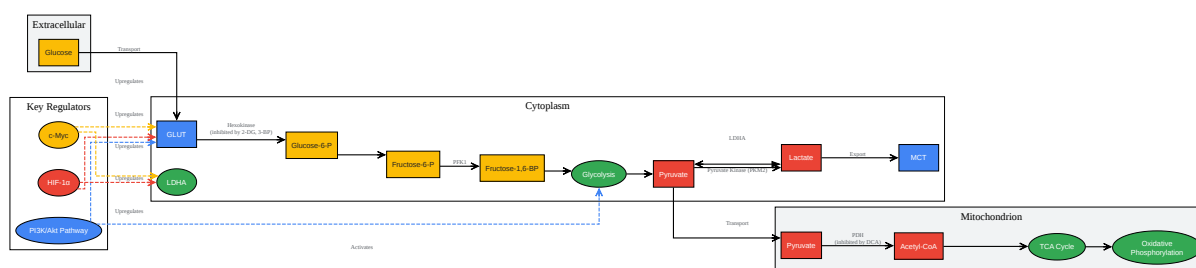 Extracellular
Glucose
Transport
Upregulates
Key Regulators
Cytoplasm
Upregulates
c-Myc
GLUT
Hexokinase
(inhibited by 2-DG, 3-BP)
Glucose-6-P
LDHA
Upregulates
Fructose-6-P
PFK1
Fructose-1,6-BP
Glycolysis
Pyruvate
Pyruvate Kinase (PKM2)
Lactate
Export
MCT
HIF-1α
Upregulates
LDHA
PI3K/Akt Pathway
Upregulates
Activates
Transport
Mitochondrion
Pyruvate
PDH
(inhibited by DCA)
Acetyl-CoA
TCA Cycle
Oxidative
Phosphorylation